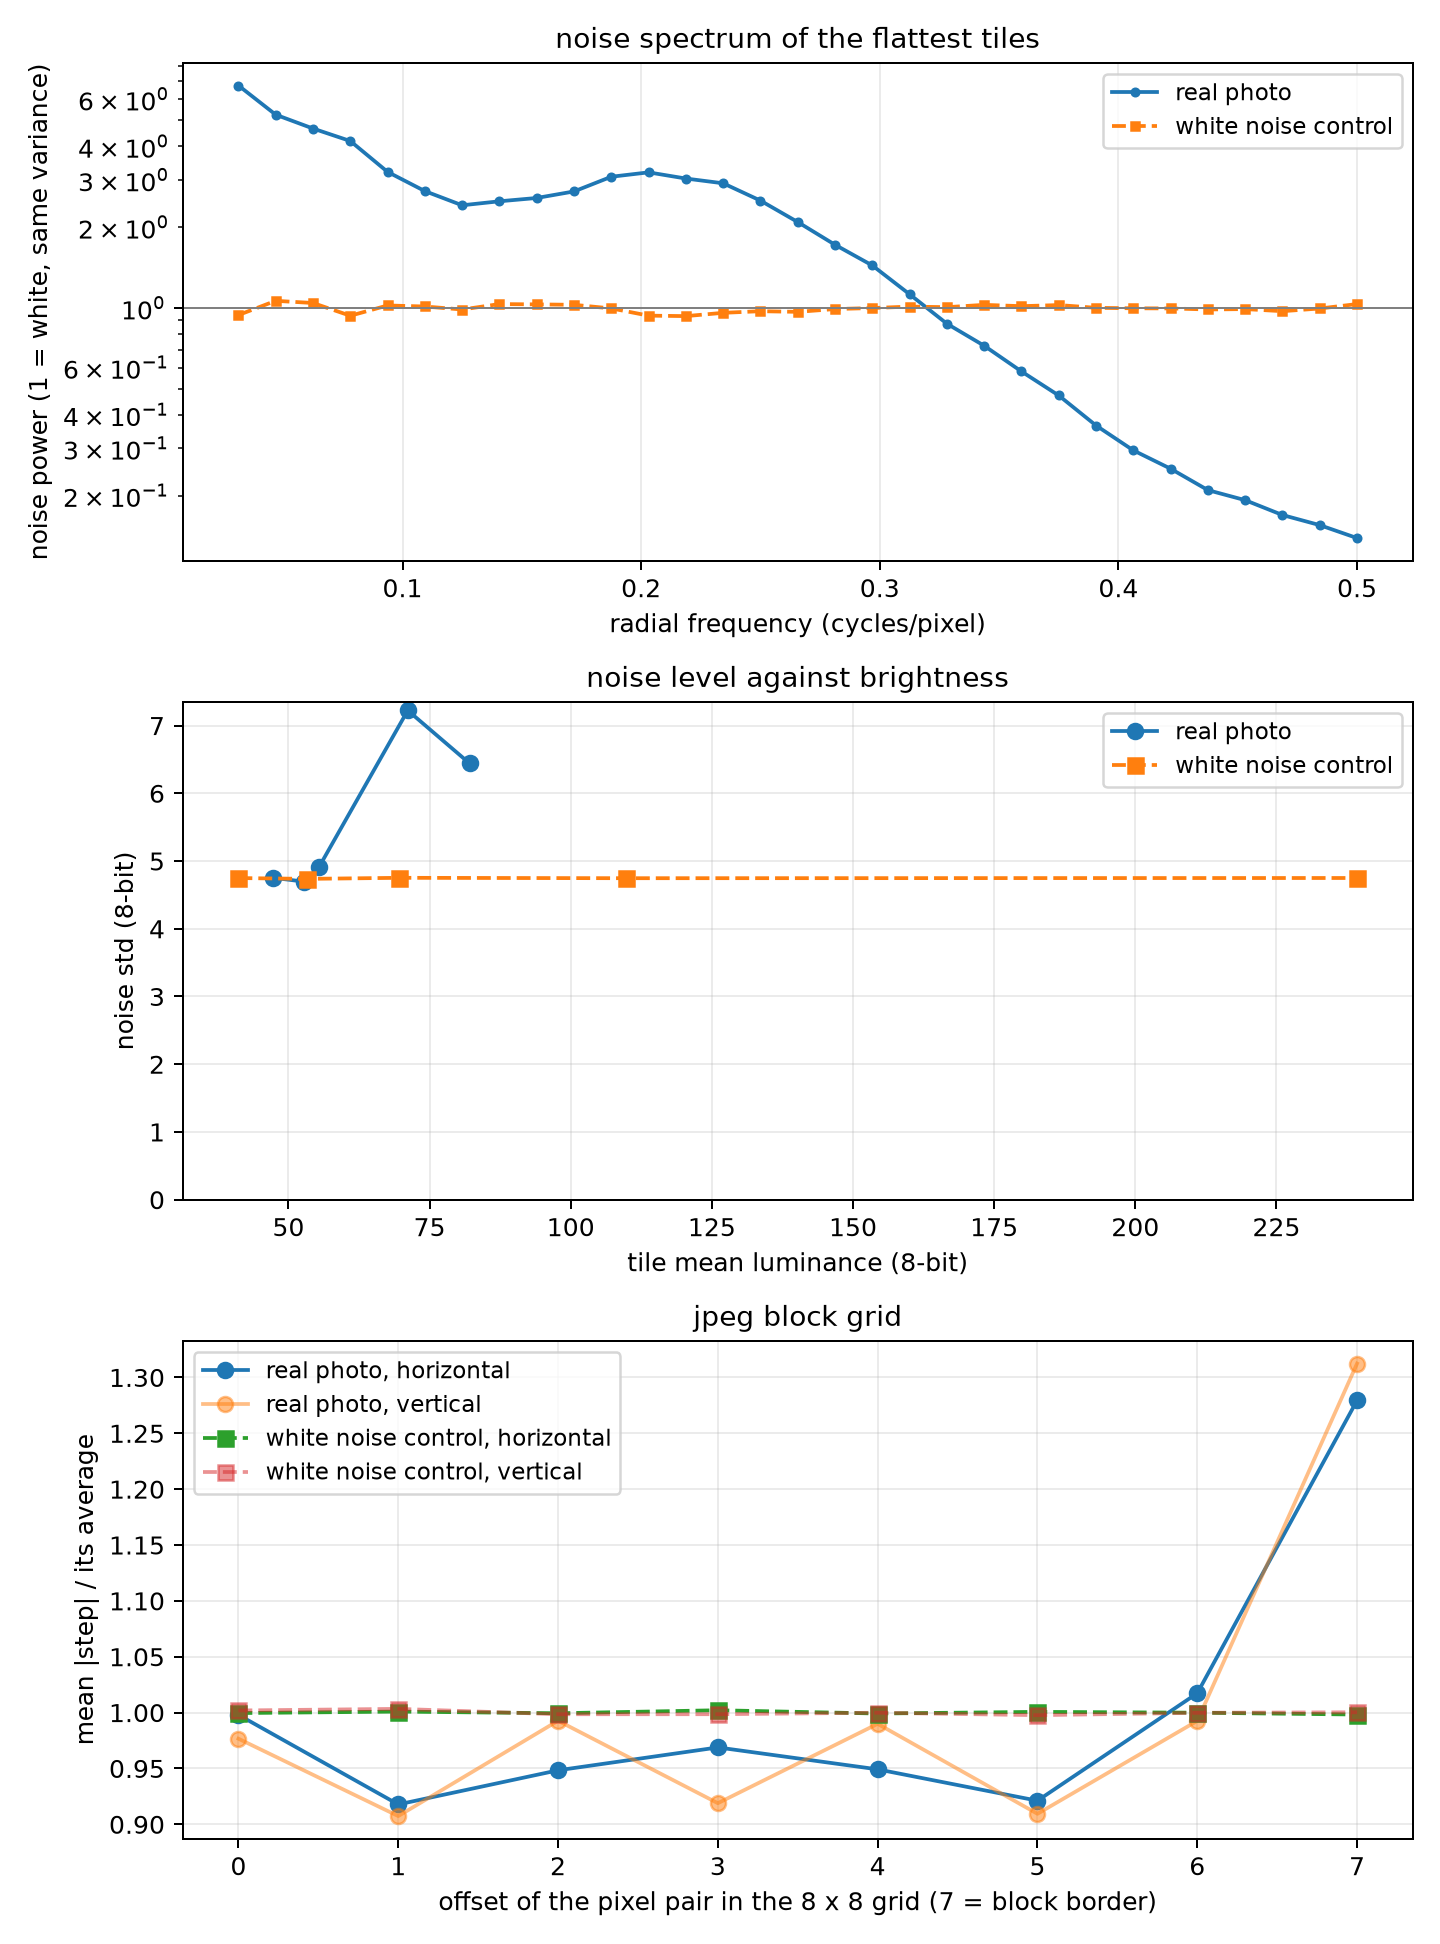 noise spectrum of the flattest tiles
noise power (1 = white, same variance)
6 × 10⁰
4 × 10⁰
3 × 10⁰
2 × 10⁰
10⁰
6 × 10⁻¹
4 × 10⁻¹
3 × 10⁻¹
2 × 10⁻¹
real photo
white noise control
0.1 0.2 0.3 0.4 0.5
radial frequency (cycles/pixel)
noise level against brightness
noise std (8-bit)
7
6
5
4
3
2
1
0
real photo
white noise control
50 75 100 125 150 175 200 225
tile mean luminance (8-bit)
jpeg block grid
mean |step| / its average
1.30
1.25
1.20
1.15
1.10
1.05
1.00
0.95
0.90
real photo, horizontal
real photo, vertical
white noise control, horizontal
white noise control, vertical
0 1 2 3 4 5 6 7
offset of the pixel pair in the 8 x 8 grid (7 = block border)